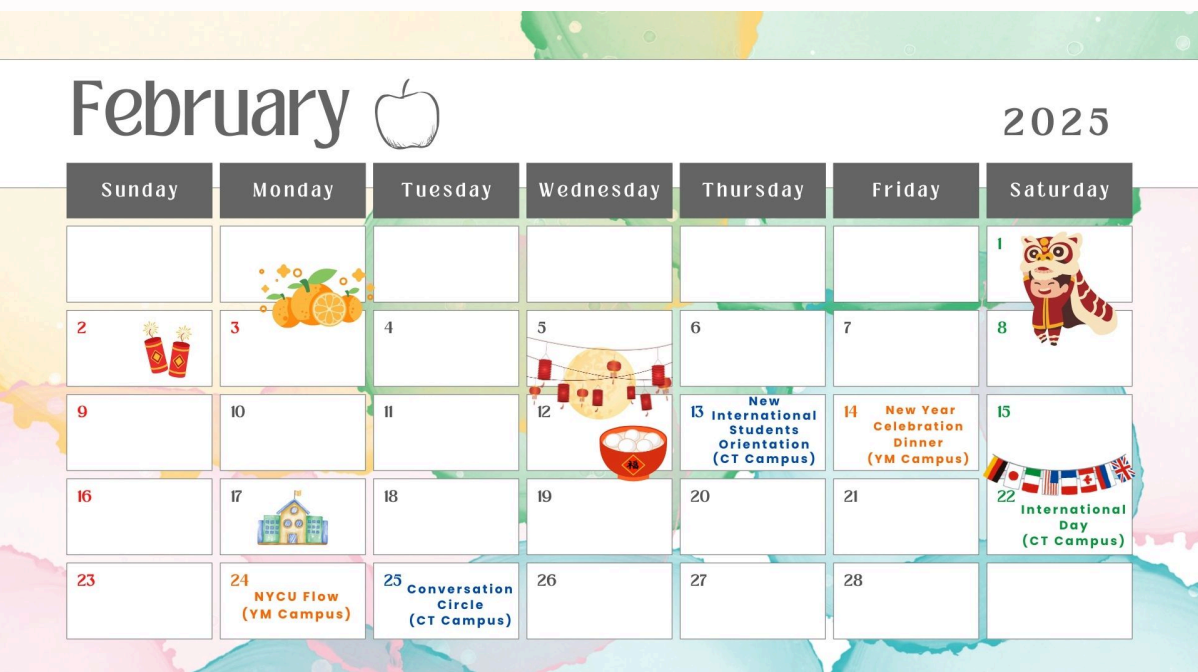 February
2025
Sunday Monday Tuesday Wednesday Thursday Friday Saturday
1
2 3 4 5 6 7 8
9 10 11 12
福
13 New
International
Students
Orientation
(CT Campus)
14 New Year
Celebration
Dinner
(YM Campus)
15
16 17 18 19 20 21
22 International
Day
(CT Campus)
23
24
NYCU Flow
(YM Campus)
25 Conversation
Circle
(CT Campus)
26 27 28